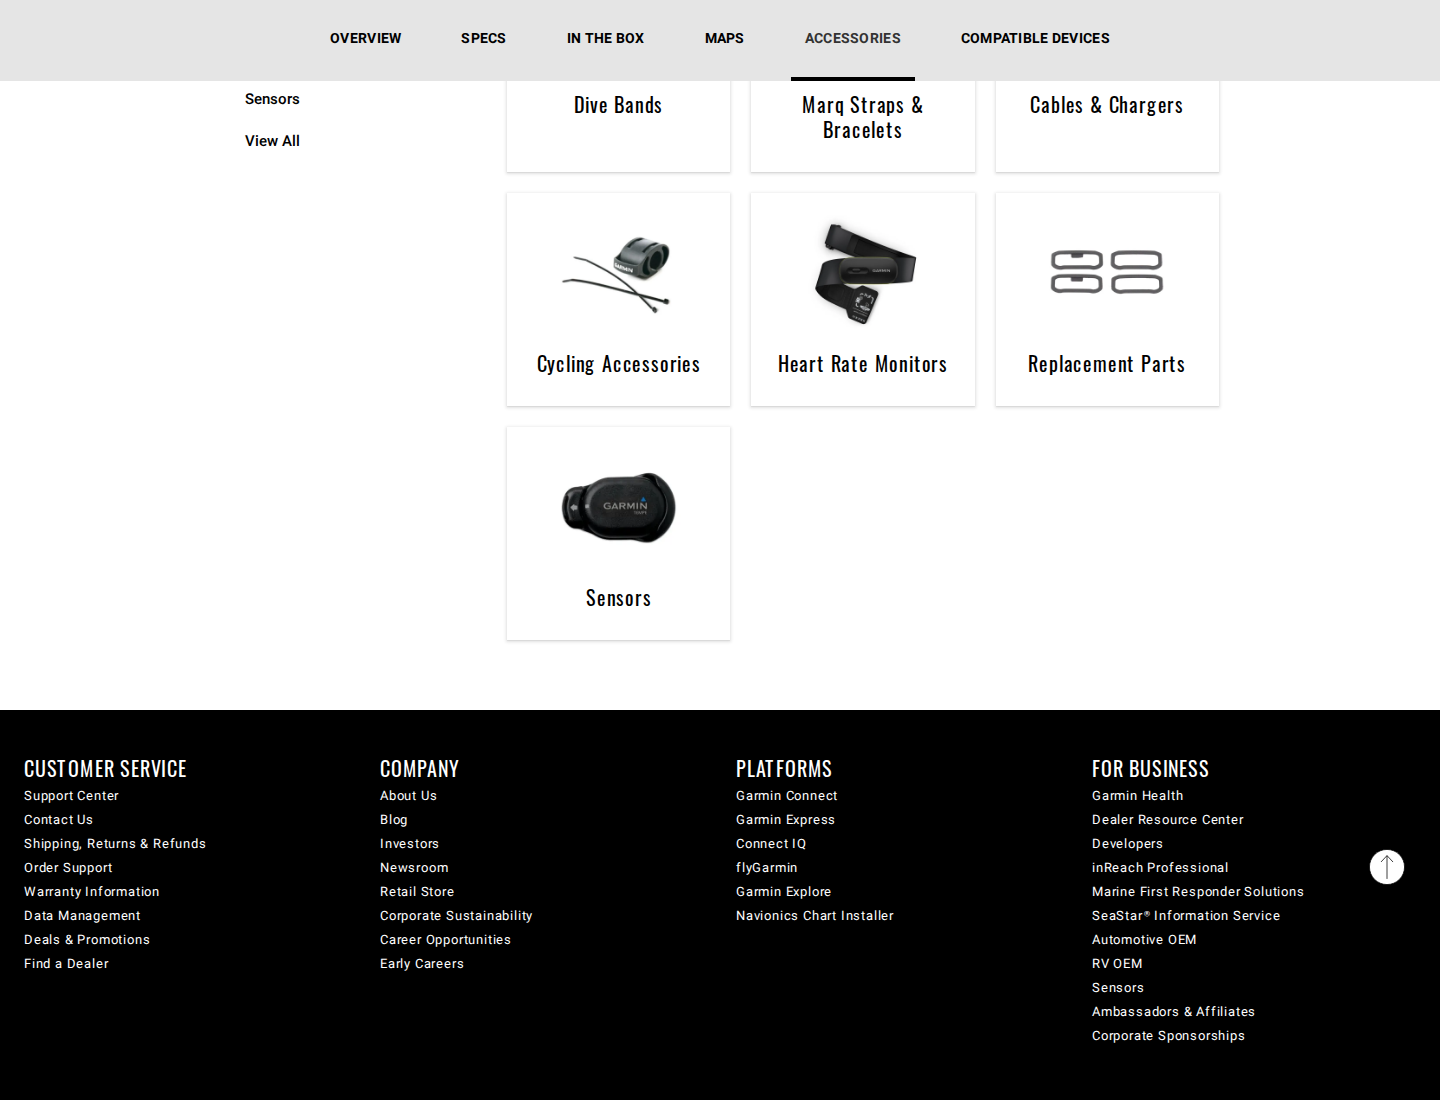 OVERVIEW
SPECS
IN THE BOX
MAPS
ACCESSORIES
COMPATIBLE DEVICES
Sensors
View All
Dive Bands
Marq Straps &
Bracelets
Cables & Chargers
GARMIN
Cycling Accessories
GARMIN
Heart Rate Monitors
Replacement Parts
GARMIN
Sensors
CUSTOMER SERVICE
Support Center
Contact Us
Shipping, Returns & Refunds
Order Support
Warranty Information
Data Management
Deals & Promotions
Find a Dealer
COMPANY
About Us
Blog
Investors
Newsroom
Retail Store
Corporate Sustainability
Career Opportunities
Early Careers
PLATFORMS
Garmin Connect
Garmin Express
Connect IQ
flyGarmin
Garmin Explore
Navionics Chart Installer
FOR BUSINESS
Garmin Health
Dealer Resource Center
Developers
inReach Professional
Marine First Responder Solutions
SeaStar® Information Service
Automotive OEM
RV OEM
Sensors
Ambassadors & Affiliates
Corporate Sponsorships